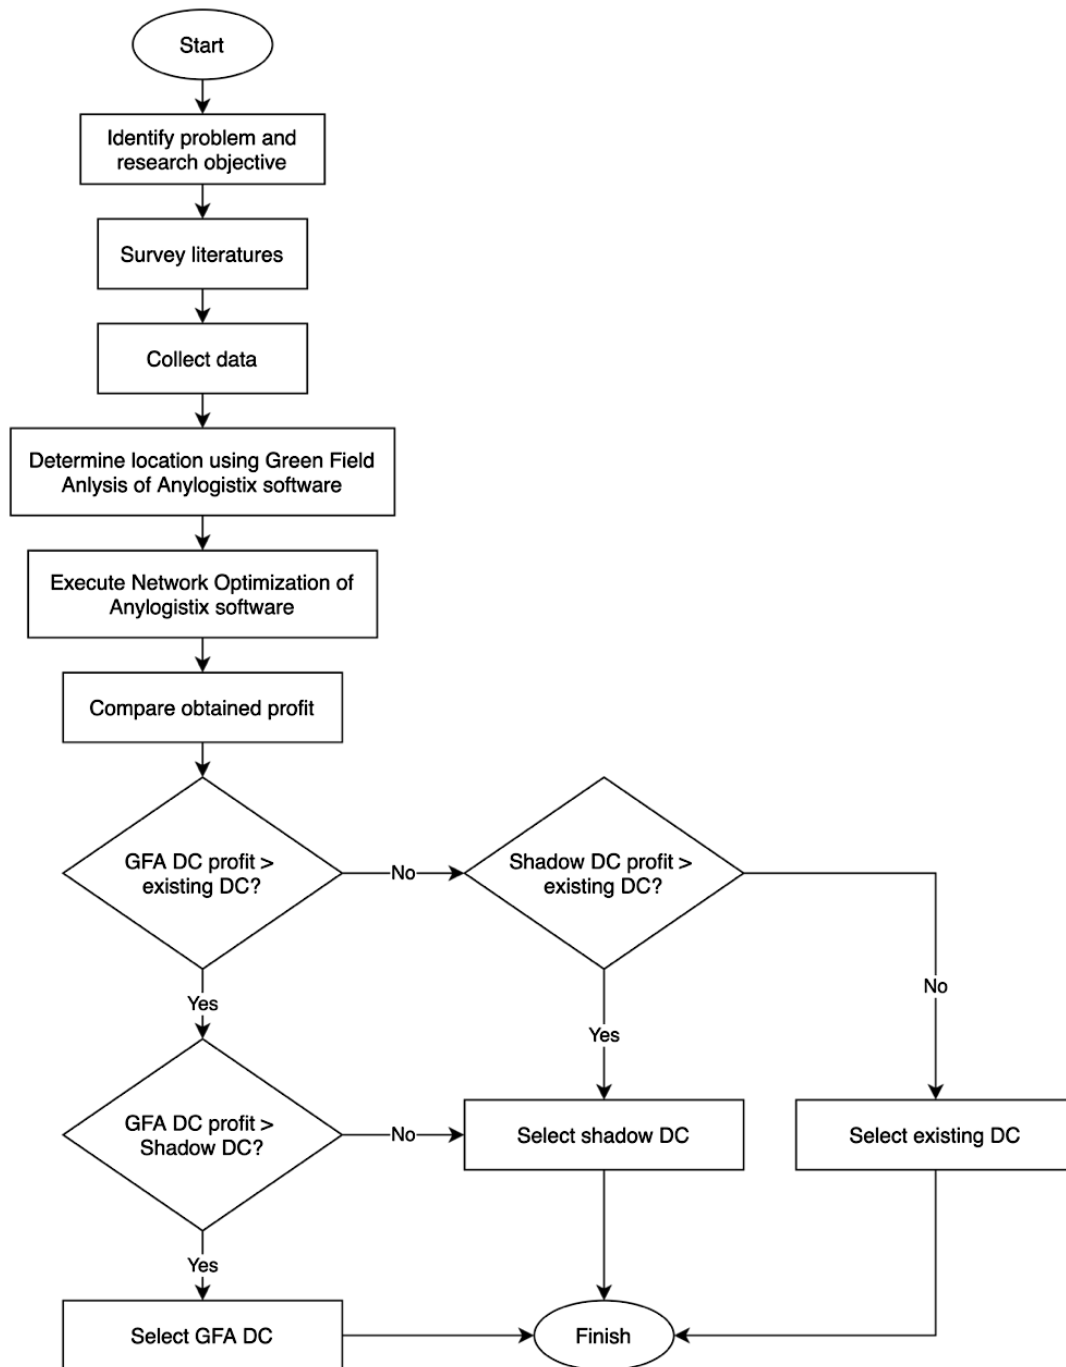 Start
Identify problem and
research objective
Survey literatures
Collect data
Determine location using Green Field
Anlysis of Anylogistix software
Execute Network Optimization of
Anylogistix software
Compare obtained profit
GFA DC profit >
existing DC?
No
Shadow DC profit >
existing DC?
No
Yes
Yes
GFA DC profit >
Shadow DC?
No
Select shadow DC
Select existing DC
Yes
Select GFA DC
Finish